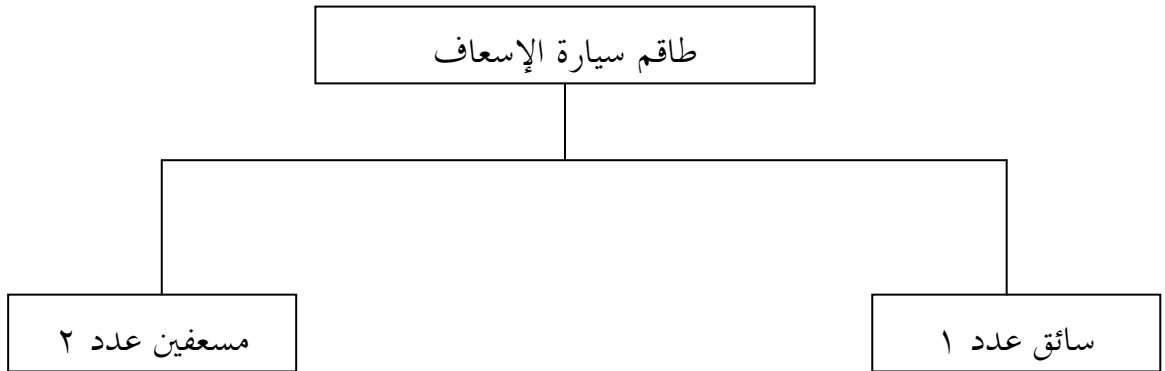 طاقم سيارة الإسعاف
سائق عدد ١
مسعفين عدد ٢